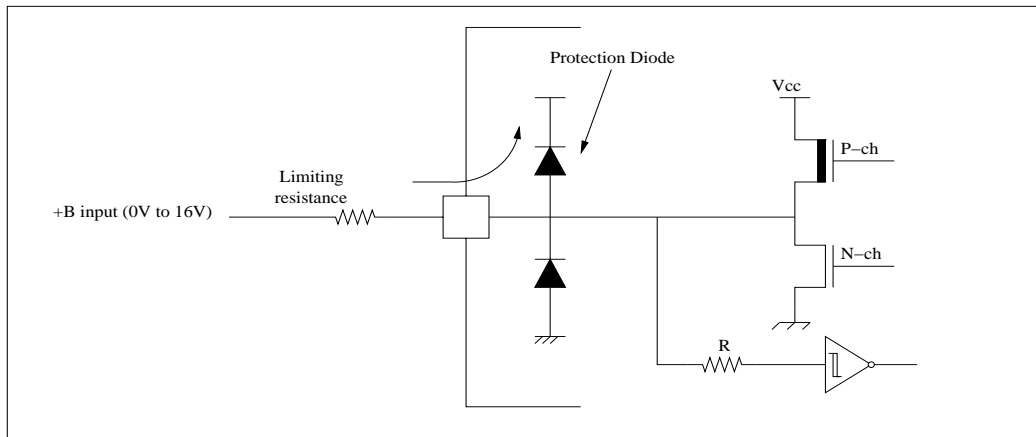 Protection Diode
Vcc
P−ch
Limiting
resistance
+B input (0V to 16V)
N−ch
R